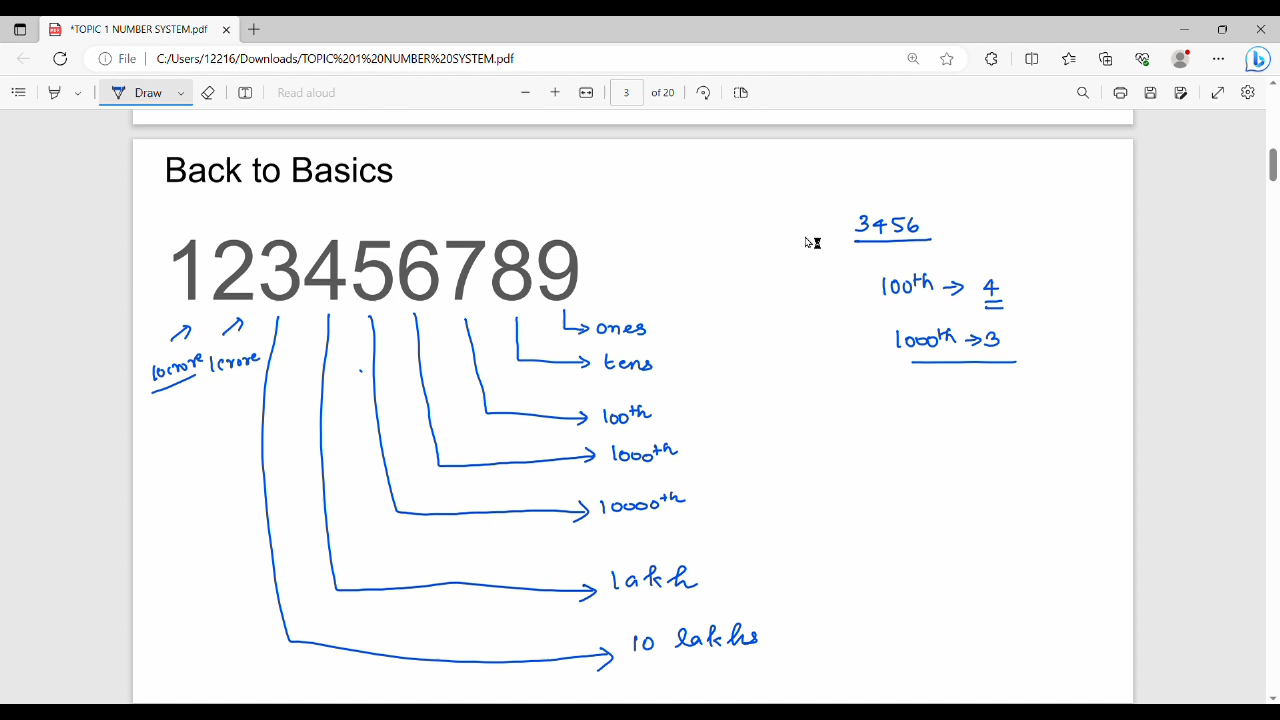 *TOPIC 1 NUMBER SYSTEM.pdf
File
C:/Users/12216/Downloads/TOPIC%201%20NUMBER%20SYSTEM.pdf
Draw
Read aloud
3 of 20
Back to Basics
123456789
3456
100th → 4
1000th → 3
10crore 1crore
ones
tens
100th
1000th
10000th
lakh
10 lakhs